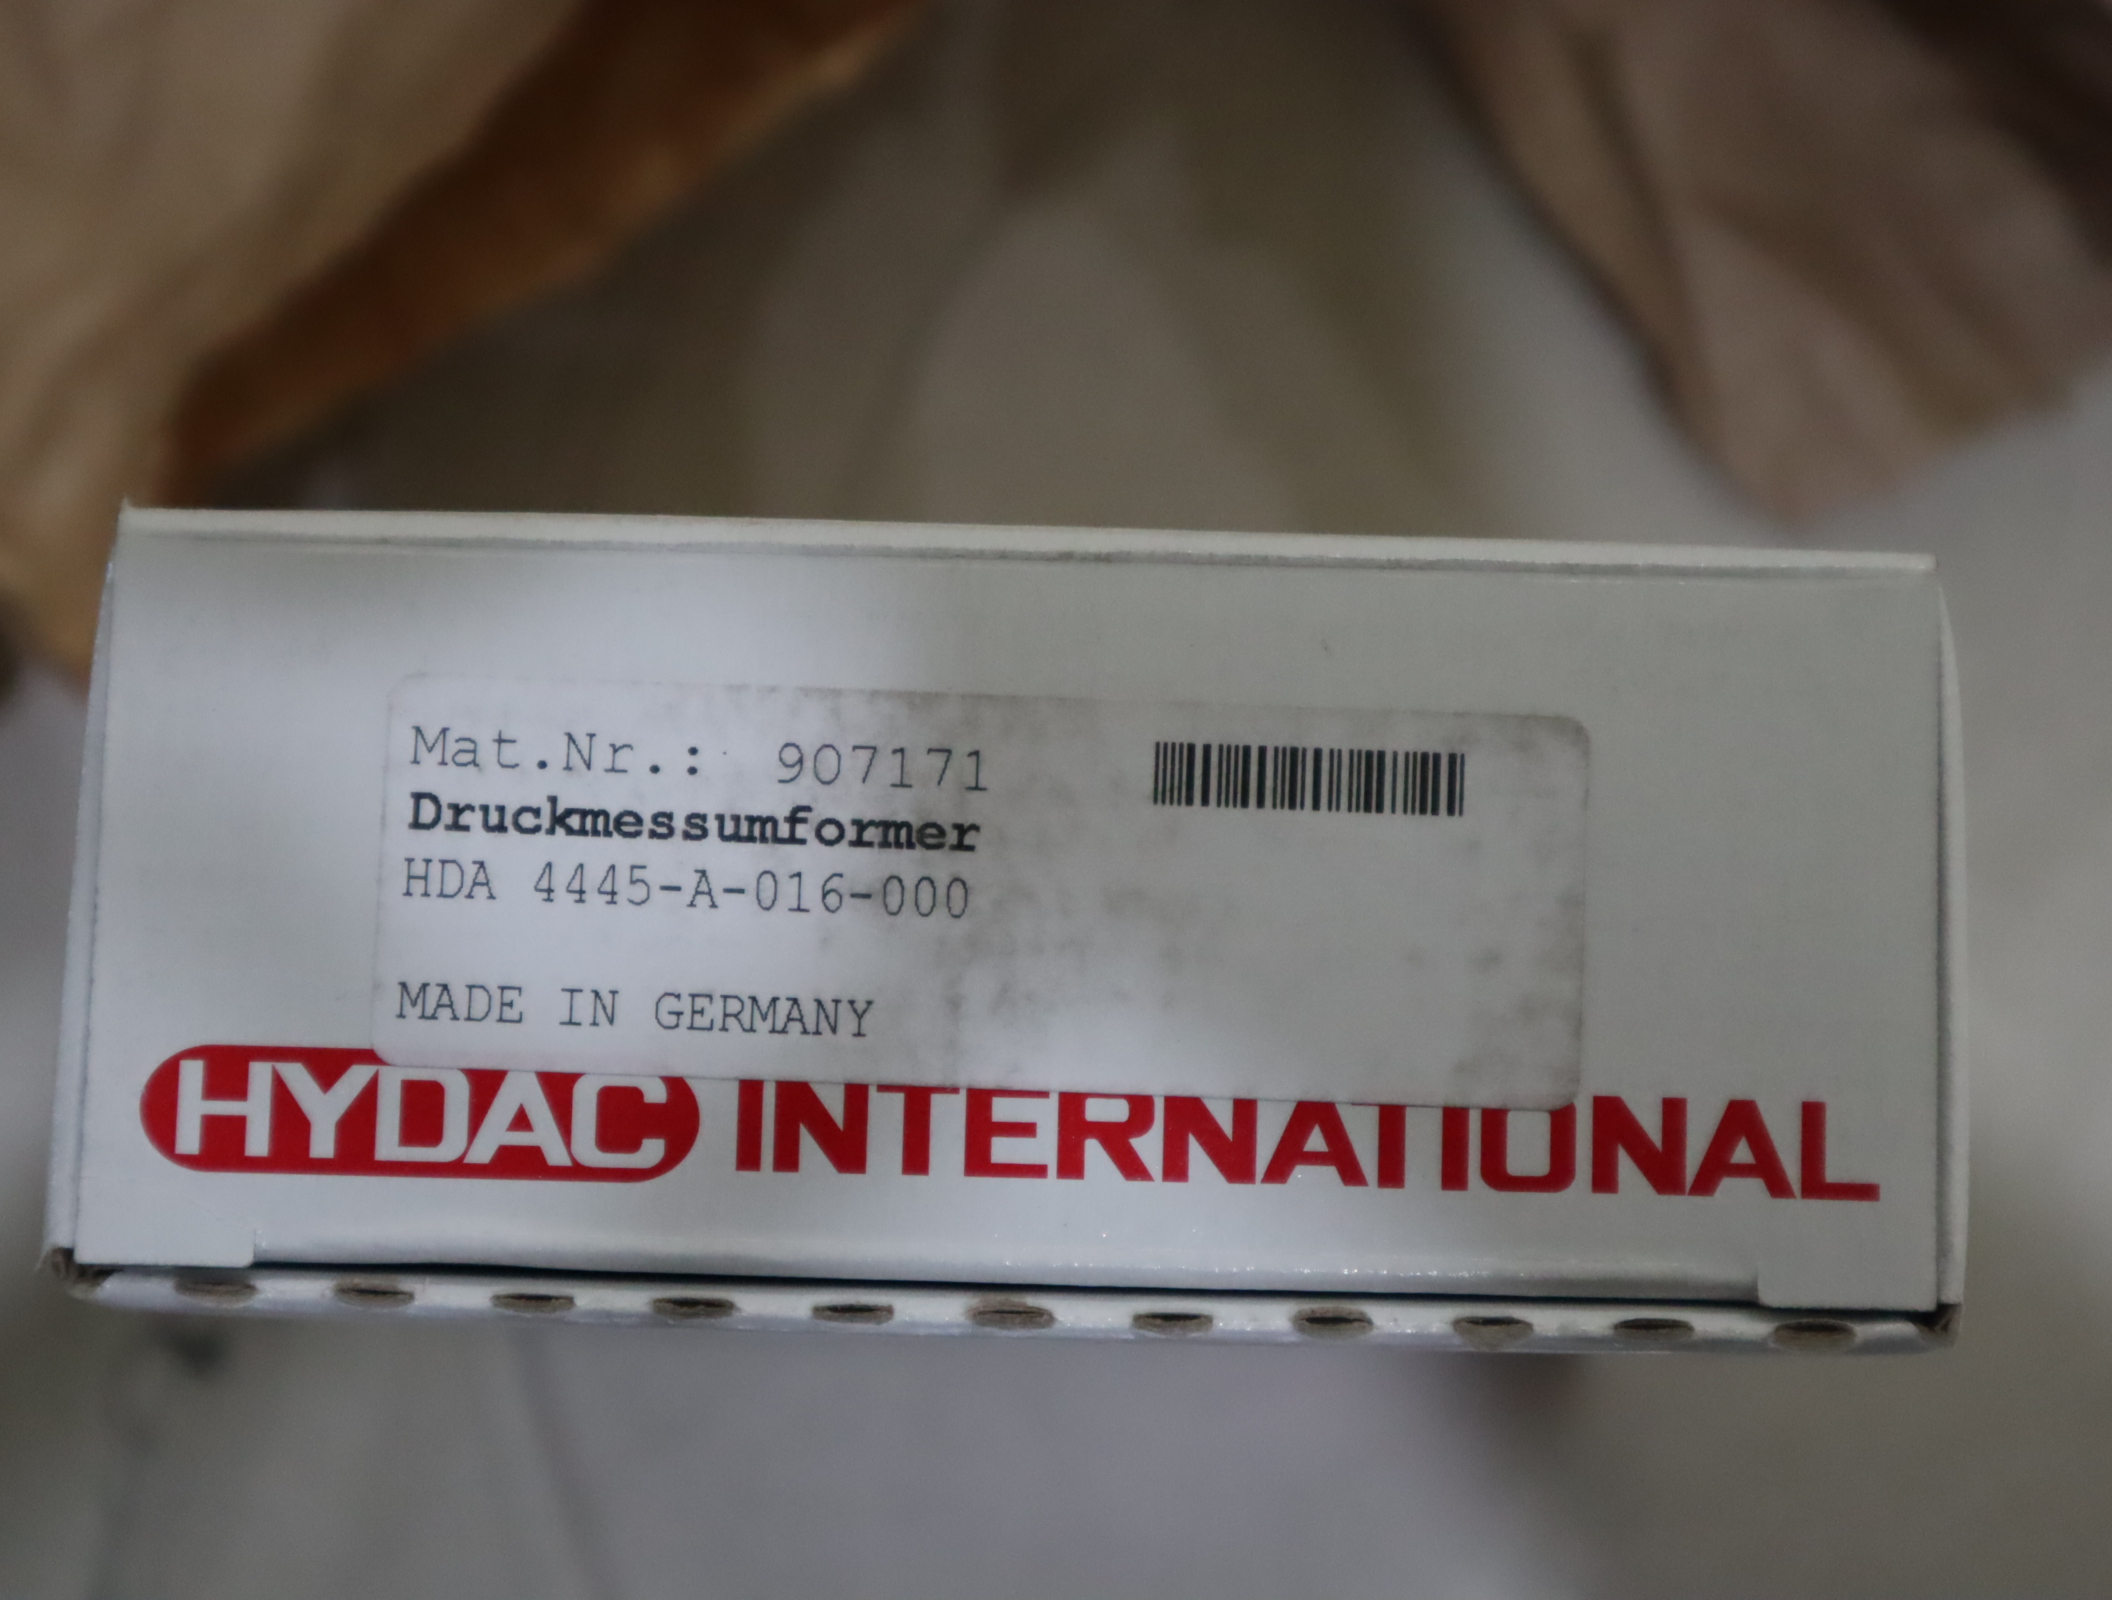 Mat.Nr.: 907171
Druckmessumformer
HDA 4445-A-016-000
MADE IN GERMANY
HYDAC INTERNATIONAL